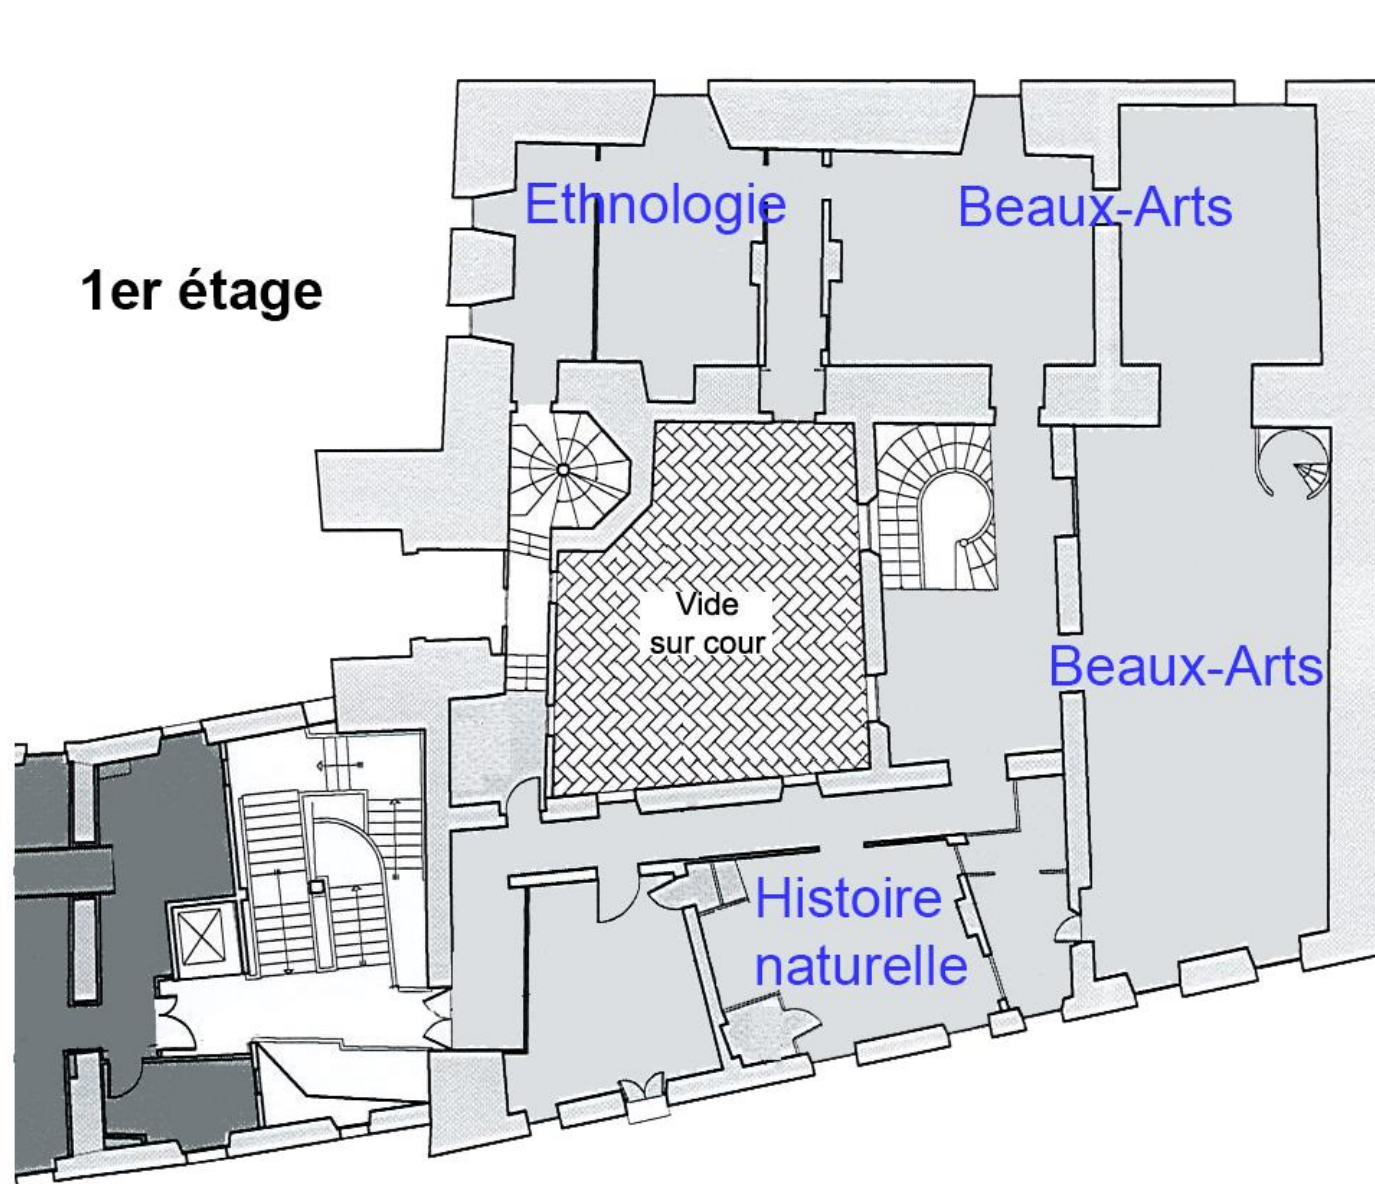 Ethnologie
Beaux-Arts
1er étage
Vide
sur cour
Beaux-Arts
Histoire
naturelle